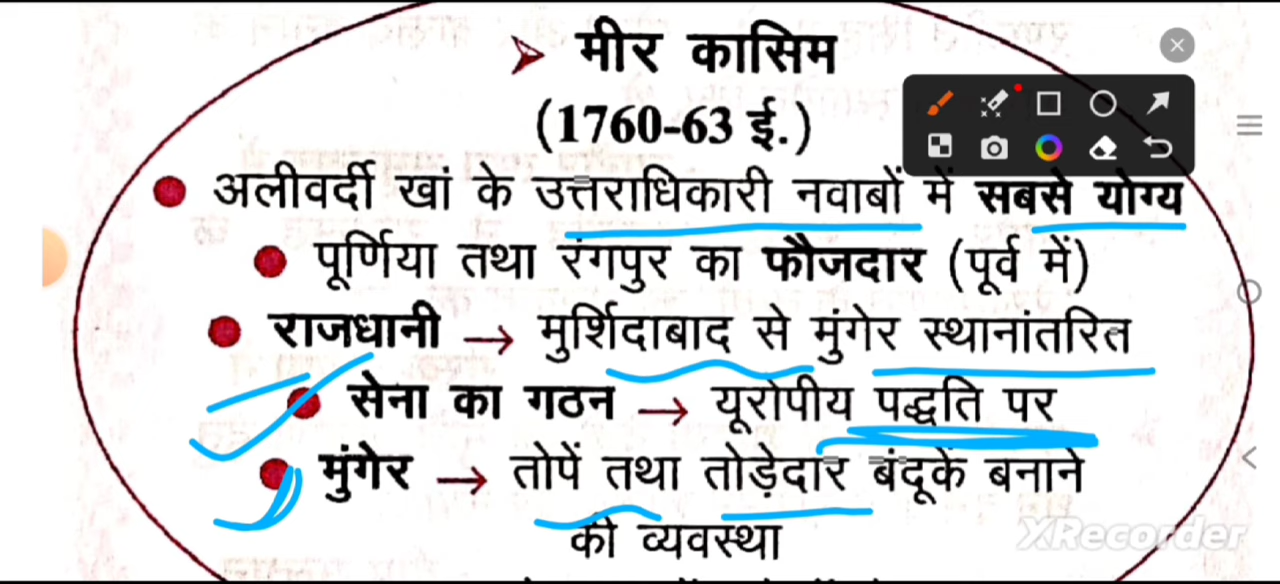 ➤ मीर कासिम
(1760-63 ई.)
● अलीवर्दी खां के उत्तराधिकारी नवाबों में सबसे योग्य
● पूर्णिया तथा रंगपुर का फौजदार (पूर्व में)
● राजधानी → मुर्शिदाबाद से मुंगेर स्थानांतरित
● सेना का गठन → यूरोपीय पद्धति पर
● मुंगेर → तोपें तथा तोड़ेदार बंदूकें बनाने
की व्यवस्था
XRecorder